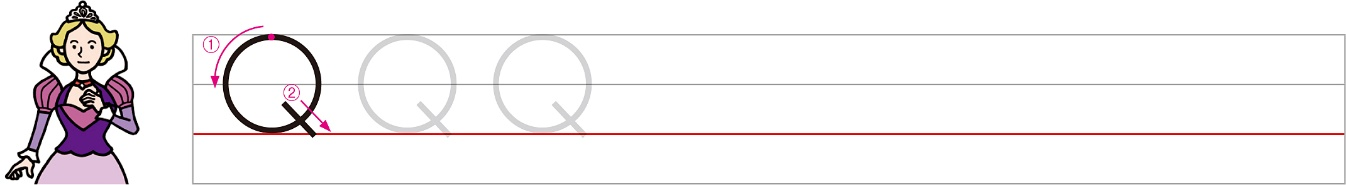 ① Q ② Q Q